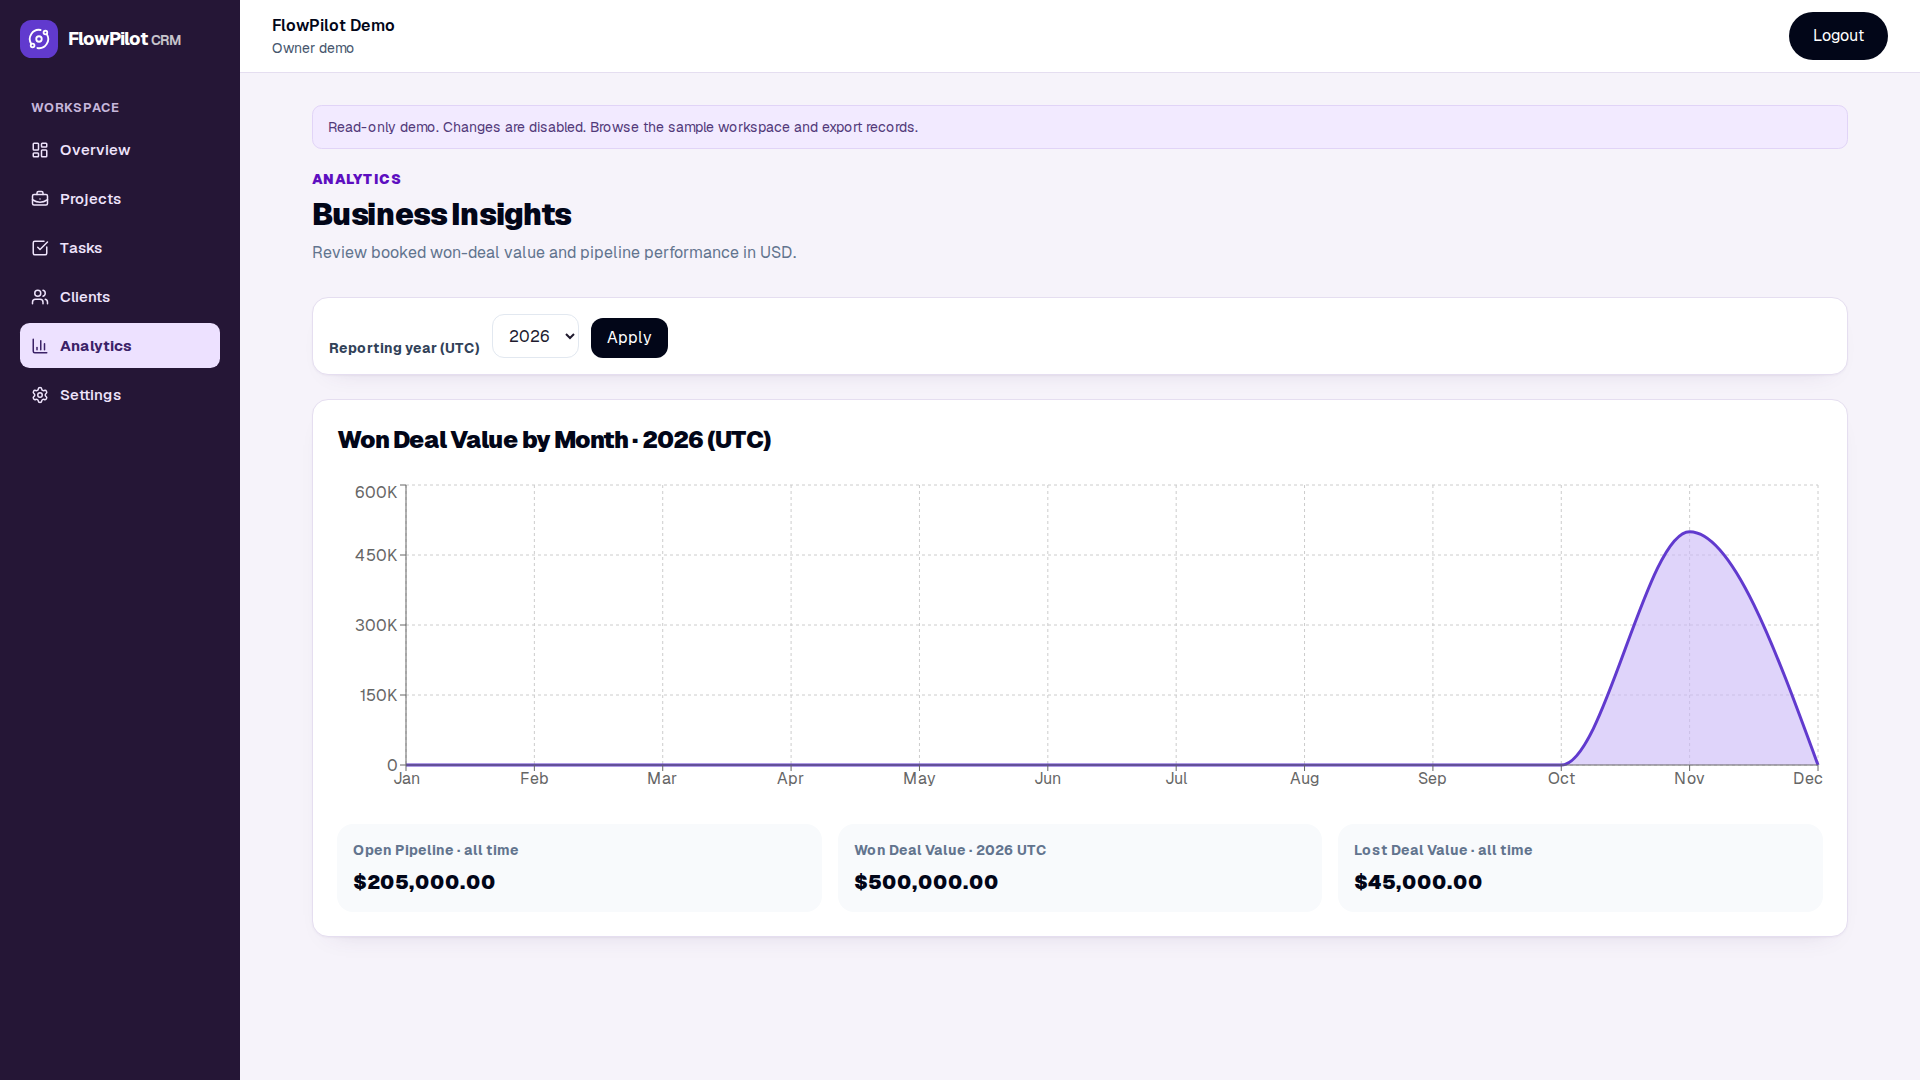 FlowPilot CRM
WORKSPACE
Overview
Projects
Tasks
Clients
Analytics
Settings
FlowPilot Demo
Owner demo
Logout
Read-only demo. Changes are disabled. Browse the sample workspace and export records.
ANALYTICS
Business Insights
Review booked won-deal value and pipeline performance in USD.
Reporting year (UTC) 2026 Apply
Won Deal Value by Month · 2026 (UTC)
600K
450K
300K
150K
0
Jan Feb Mar Apr May Jun Jul Aug Sep Oct Nov Dec
Open Pipeline · all time
$205,000.00
Won Deal Value · 2026 UTC
$500,000.00
Lost Deal Value · all time
$45,000.00